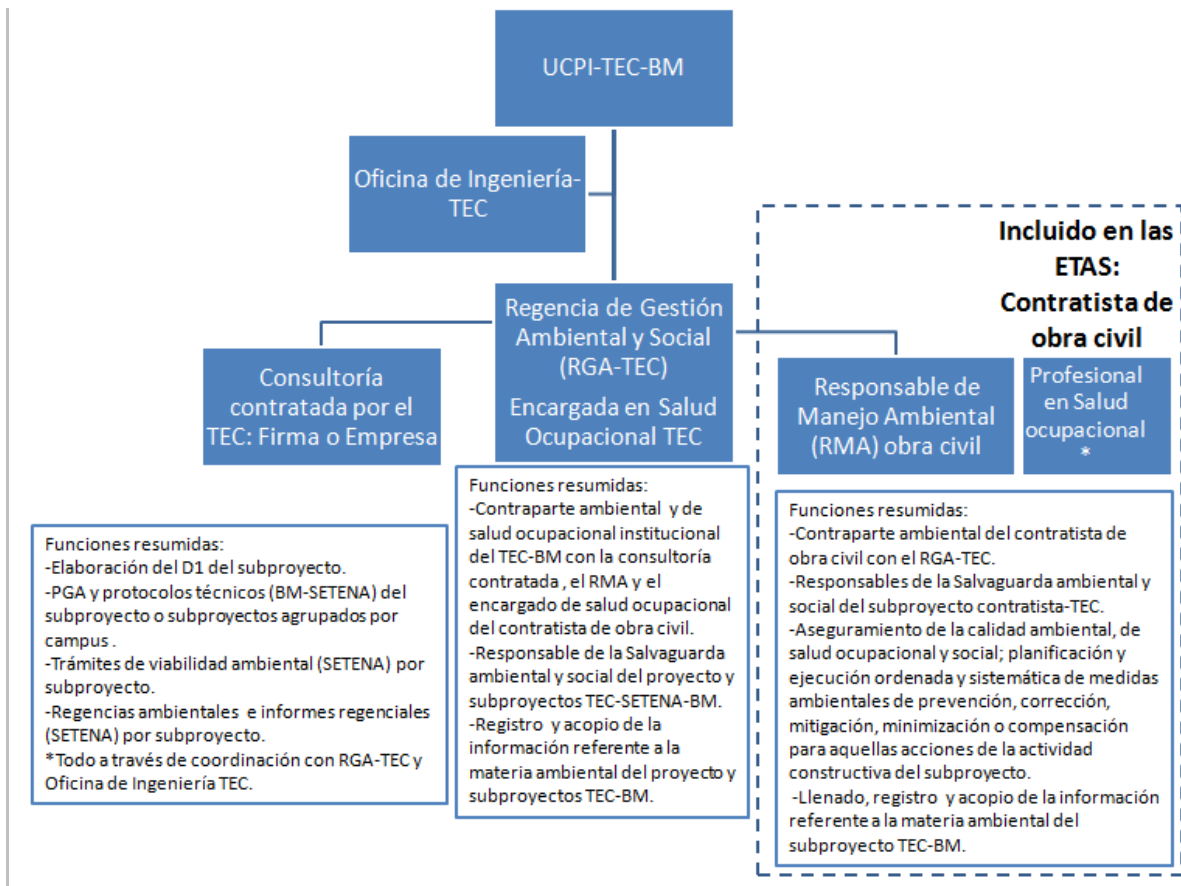 UCPI-TEC-BM
Oficina de Ingeniería-
TEC
Incluido en las
ETAS:
Contratista de
obra civil
Regencia de Gestión
Ambiental y Social
(RGA-TEC)
Encargada en Salud
Ocupacional TEC
Consultoría
contratada por el
TEC: Firma o Empresa
Responsable de
Manejo Ambiental
(RMA) obra civil
Profesional
en Salud
ocupacional
*
Funciones resumidas:
-Elaboración del D1 del subproyecto.
-PGA y protocolos técnicos (BM-SETENA) del
subproyecto o subproyectos agrupados por
campus .
-Trámites de viabilidad ambiental (SETENA) por
subproyecto.
-Regencias ambientales e informes regenciales
(SETENA) por subproyecto.
*Todo a través de coordinación con RGA-TEC y
Oficina de Ingeniería TEC.
Funciones resumidas:
-Contraparte ambiental y de
salud ocupacional institucional
del TEC-BM con la consultoría
contratada , el RMA y el
encargado de salud ocupacional
del contratista de obra civil.
-Responsable de la Salvaguarda
ambiental y social del proyecto y
subproyectos TEC-SETENA-BM.
-Registro y acopio de la
información referente a la
materia ambiental del proyecto y
subproyectos TEC-BM.
Funciones resumidas:
-Contraparte ambiental del contratista de
obra civil con el RGA-TEC.
-Responsables de la Salvaguarda ambiental y
social del subproyecto contratista-TEC.
-Aseguramiento de la calidad ambiental, de
salud ocupacional y social; planificación y
ejecución ordenada y sistemática de medidas
ambientales de prevención, corrección,
mitigación, minimización o compensación
para aquellas acciones de la actividad
constructiva del subproyecto.
-Llenado, registro y acopio de la información
referente a la materia ambiental del
subproyecto TEC-BM.